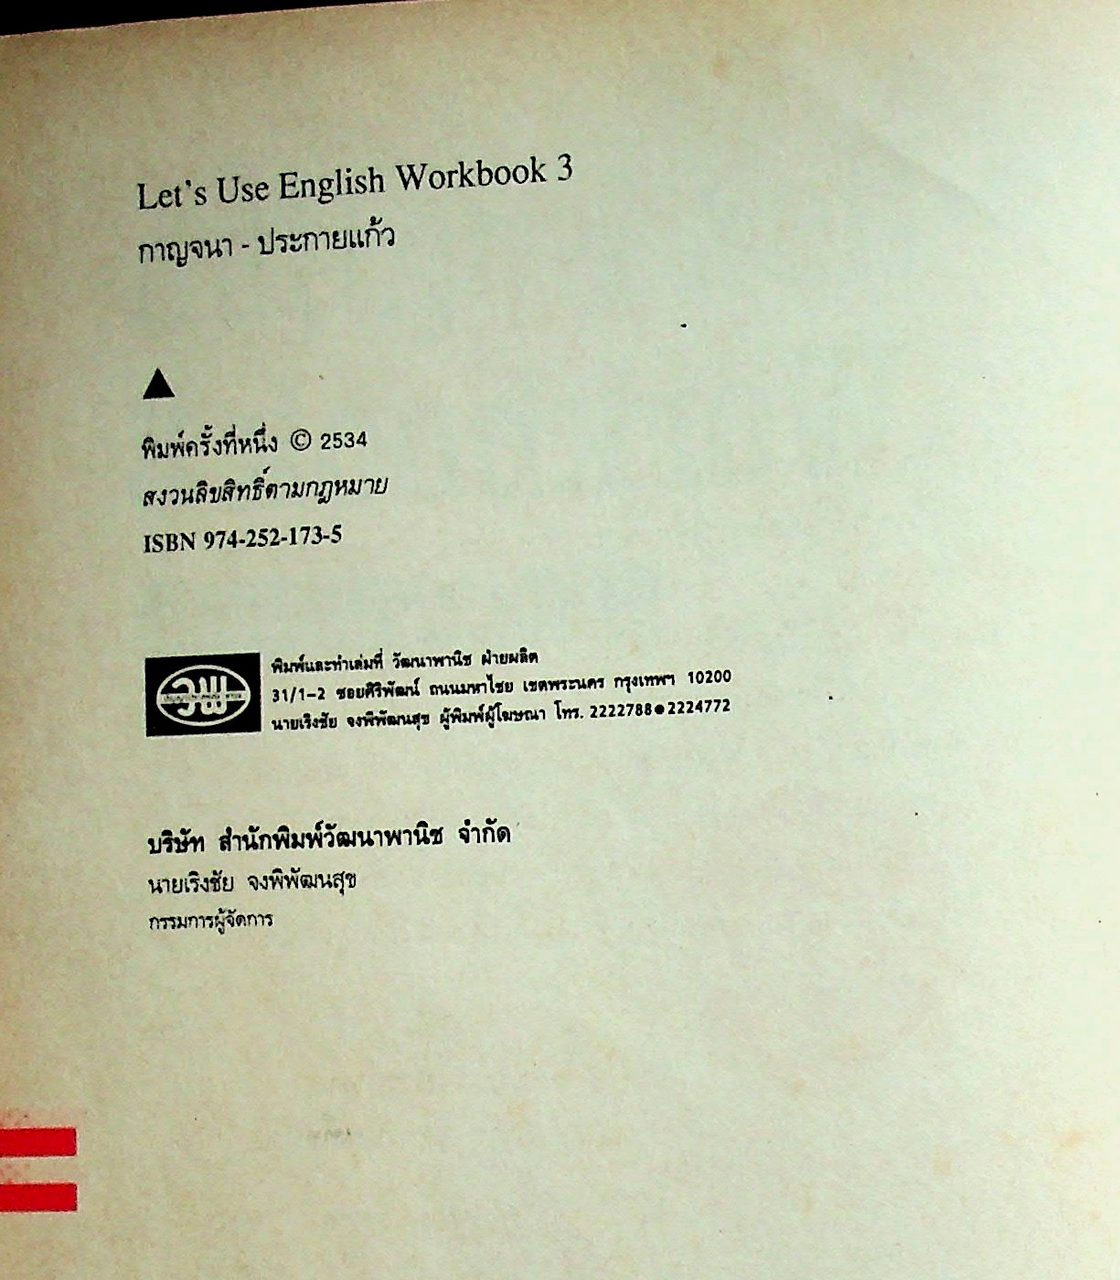 Let's Use English Workbook 3
กาญจนา - ประกายแก้ว
พิมพ์ครั้งที่หนึ่ง © 2534
สงวนลิขสิทธิ์ตามกฎหมาย
ISBN 974-252-173-5
วพ
พิมพ์และทำเล่มที่ วัฒนาพานิช ฝ่ายผลิต
31/1-2 ซอยศิริพัฒน์ ถนนมหาไชย เขตพระนคร กรุงเทพฯ 10200
นายเริงชัย จงพิพัฒนสุข ผู้พิมพ์ผู้โฆษณา โทร. 2222788●2224772
บริษัท สำนักพิมพ์วัฒนาพานิช จำกัด
นายเริงชัย จงพิพัฒนสุข
กรรมการผู้จัดการ